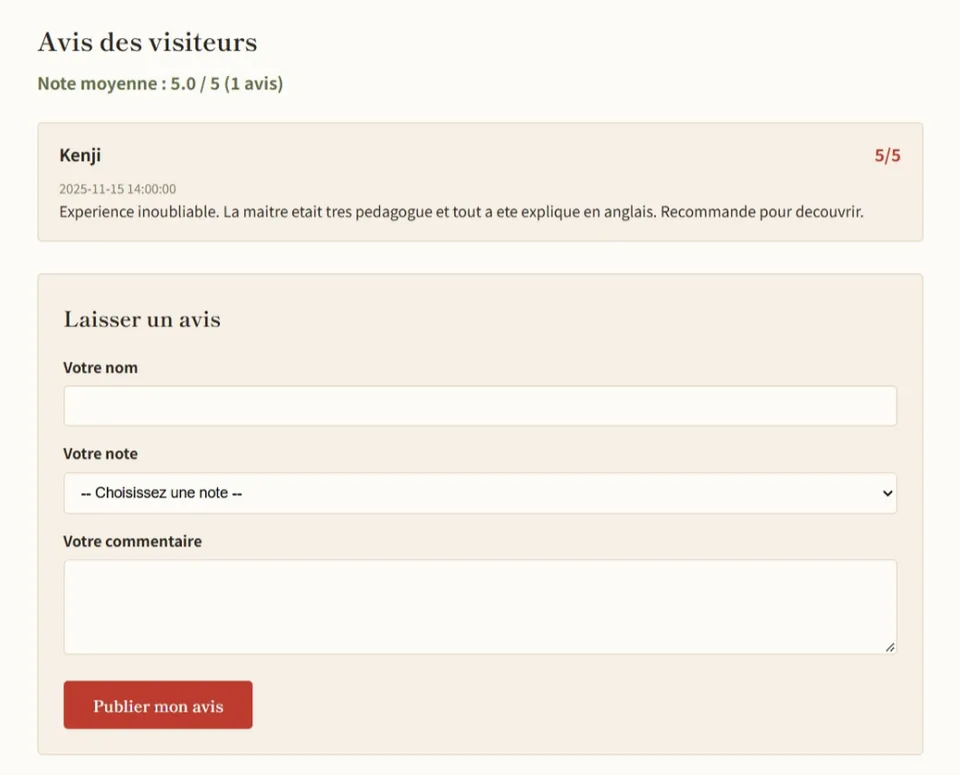 Avis des visiteurs
Note moyenne : 5.0 / 5 (1 avis)
Kenji
5/5
2025-11-15 14:00:00
Experience inoubliable. La maitre etait tres pedagogue et tout a ete explique en anglais. Recommande pour decouvrir.
Laisser un avis
Votre nom
Votre note
-- Choisissez une note --
Votre commentaire
Publier mon avis